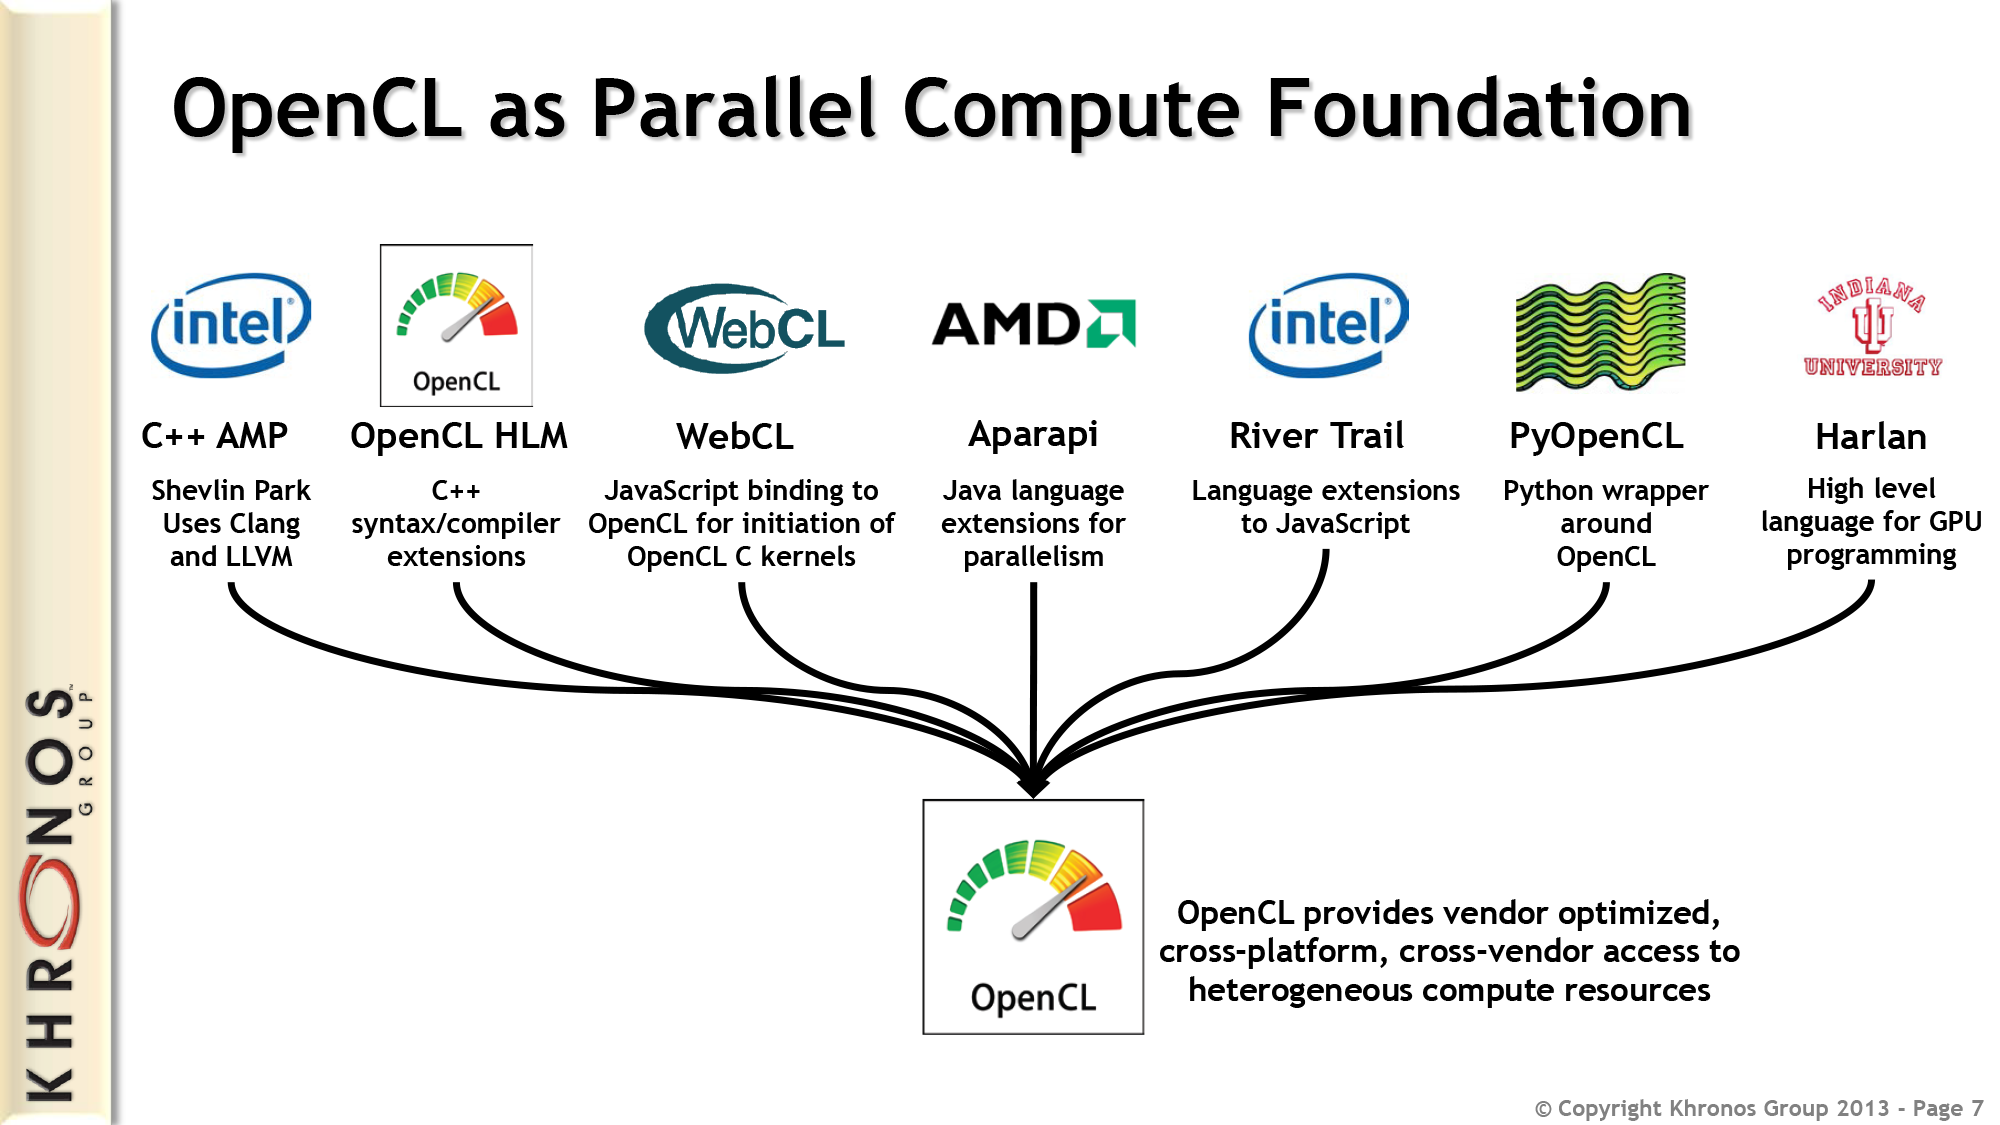 OpenCL as Parallel Compute Foundation
intel®
OpenCL
WebCL
AMD
intel®
INDIANA
IU
UNIVERSITY
C++ AMP
Shevlin Park
Uses Clang
and LLVM
OpenCL HLM
C++
syntax/compiler
extensions
WebCL
JavaScript binding to
OpenCL for initiation of
OpenCL C kernels
Aparapi
Java language
extensions for
parallelism
River Trail
Language extensions
to JavaScript
PyOpenCL
Python wrapper
around
OpenCL
Harlan
High level
language for GPU
programming
OpenCL
OpenCL provides vendor optimized,
cross-platform, cross-vendor access to
heterogeneous compute resources
KHRONOS™
GROUP
© Copyright Khronos Group 2013 - Page 7